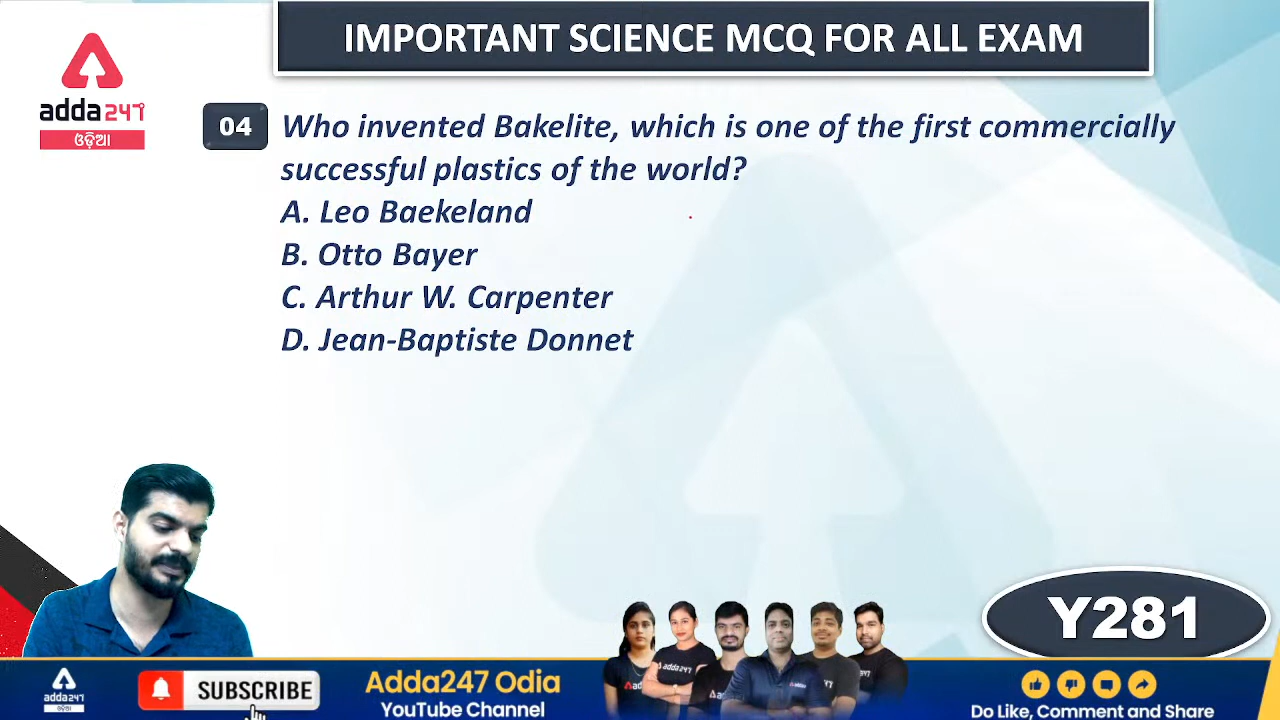 IMPORTANT SCIENCE MCQ FOR ALL EXAM
adda247
ଓଡ଼ିଆ
04
Who invented Bakelite, which is one of the first commercially
successful plastics of the world?
A. Leo Baekeland
B. Otto Bayer
C. Arthur W. Carpenter
D. Jean-Baptiste Donnet
Y281
adda247
ଓଡ଼ିଆ
SUBSCRIBE
Adda247 Odia
YouTube Channel
adda247
Do Like, Comment and Share